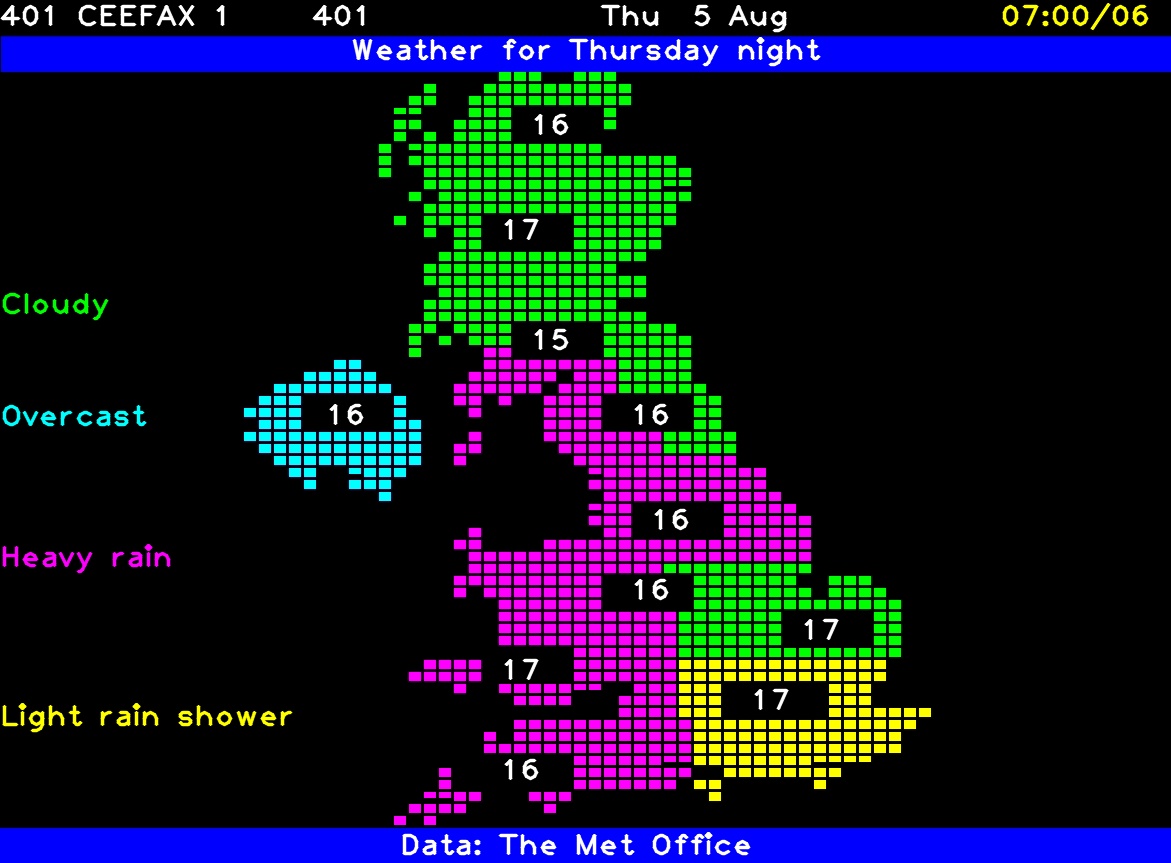 401 CEEFAX 1 401 Thu 5 Aug 07:00/06
Weather for Thursday night
16
17
Cloudy
15
Overcast 16 16
16
Heavy rain
16
17
17
17
Light rain shower
16
Data: The Met Office